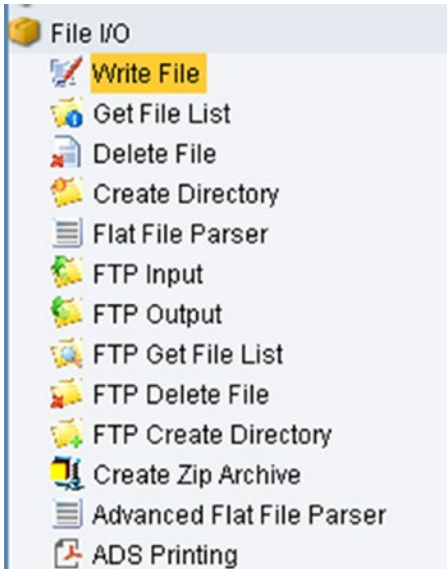 File I/O
Write File
Get File List
Delete File
Create Directory
Flat File Parser
FTP Input
FTP Output
FTP Get File List
FTP Delete File
FTP Create Directory
Create Zip Archive
Advanced Flat File Parser
ADS Printing